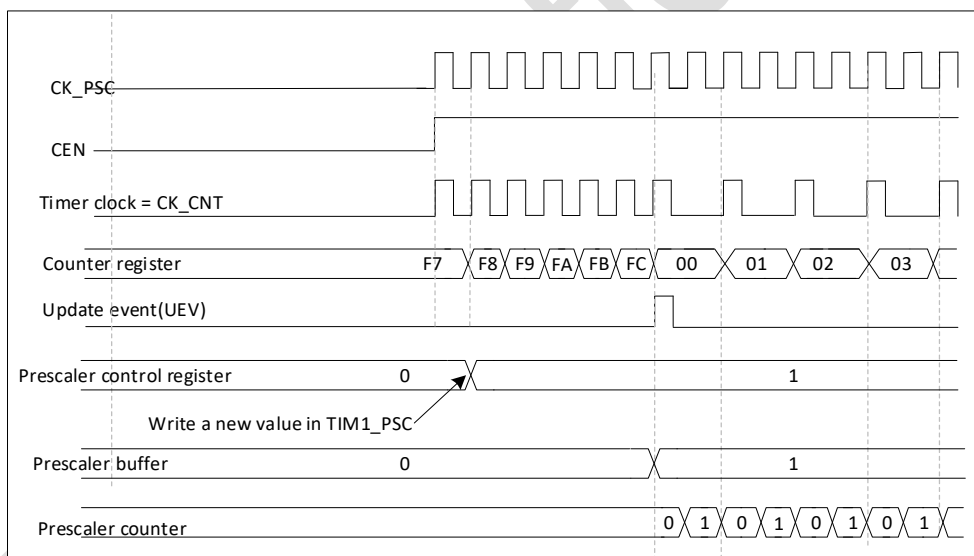 CK_PSC
CEN
Timer clock = CK_CNT
Counter register F7 F8 F9 FA FB FC 00 01 02 03
Update event(UEV)
Prescaler control register 0 1
Write a new value in TIM1_PSC
Prescaler buffer 0 1
Prescaler counter 0 1 0 1 0 1 0 1